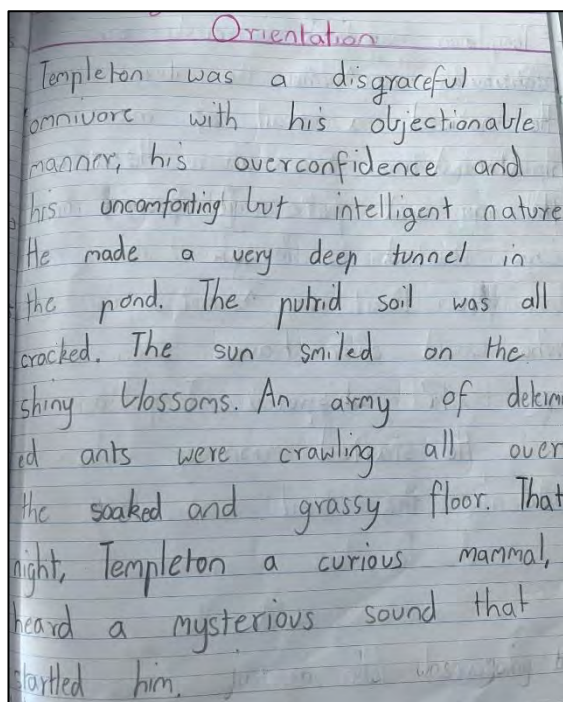 Orientation
Templeton was a disgraceful
omnivore with his objectionable
manner, his overconfidence and
his uncomforting but intelligent nature
He made a very deep tunnel in
the pond. The putrid soil was all
cracked. The sun smiled on the
shiny blossoms. An army of determ
ed ants were crawling all over
the soaked and grassy floor. That
night, Templeton a curious mammal,
heard a mysterious sound that
startled him.